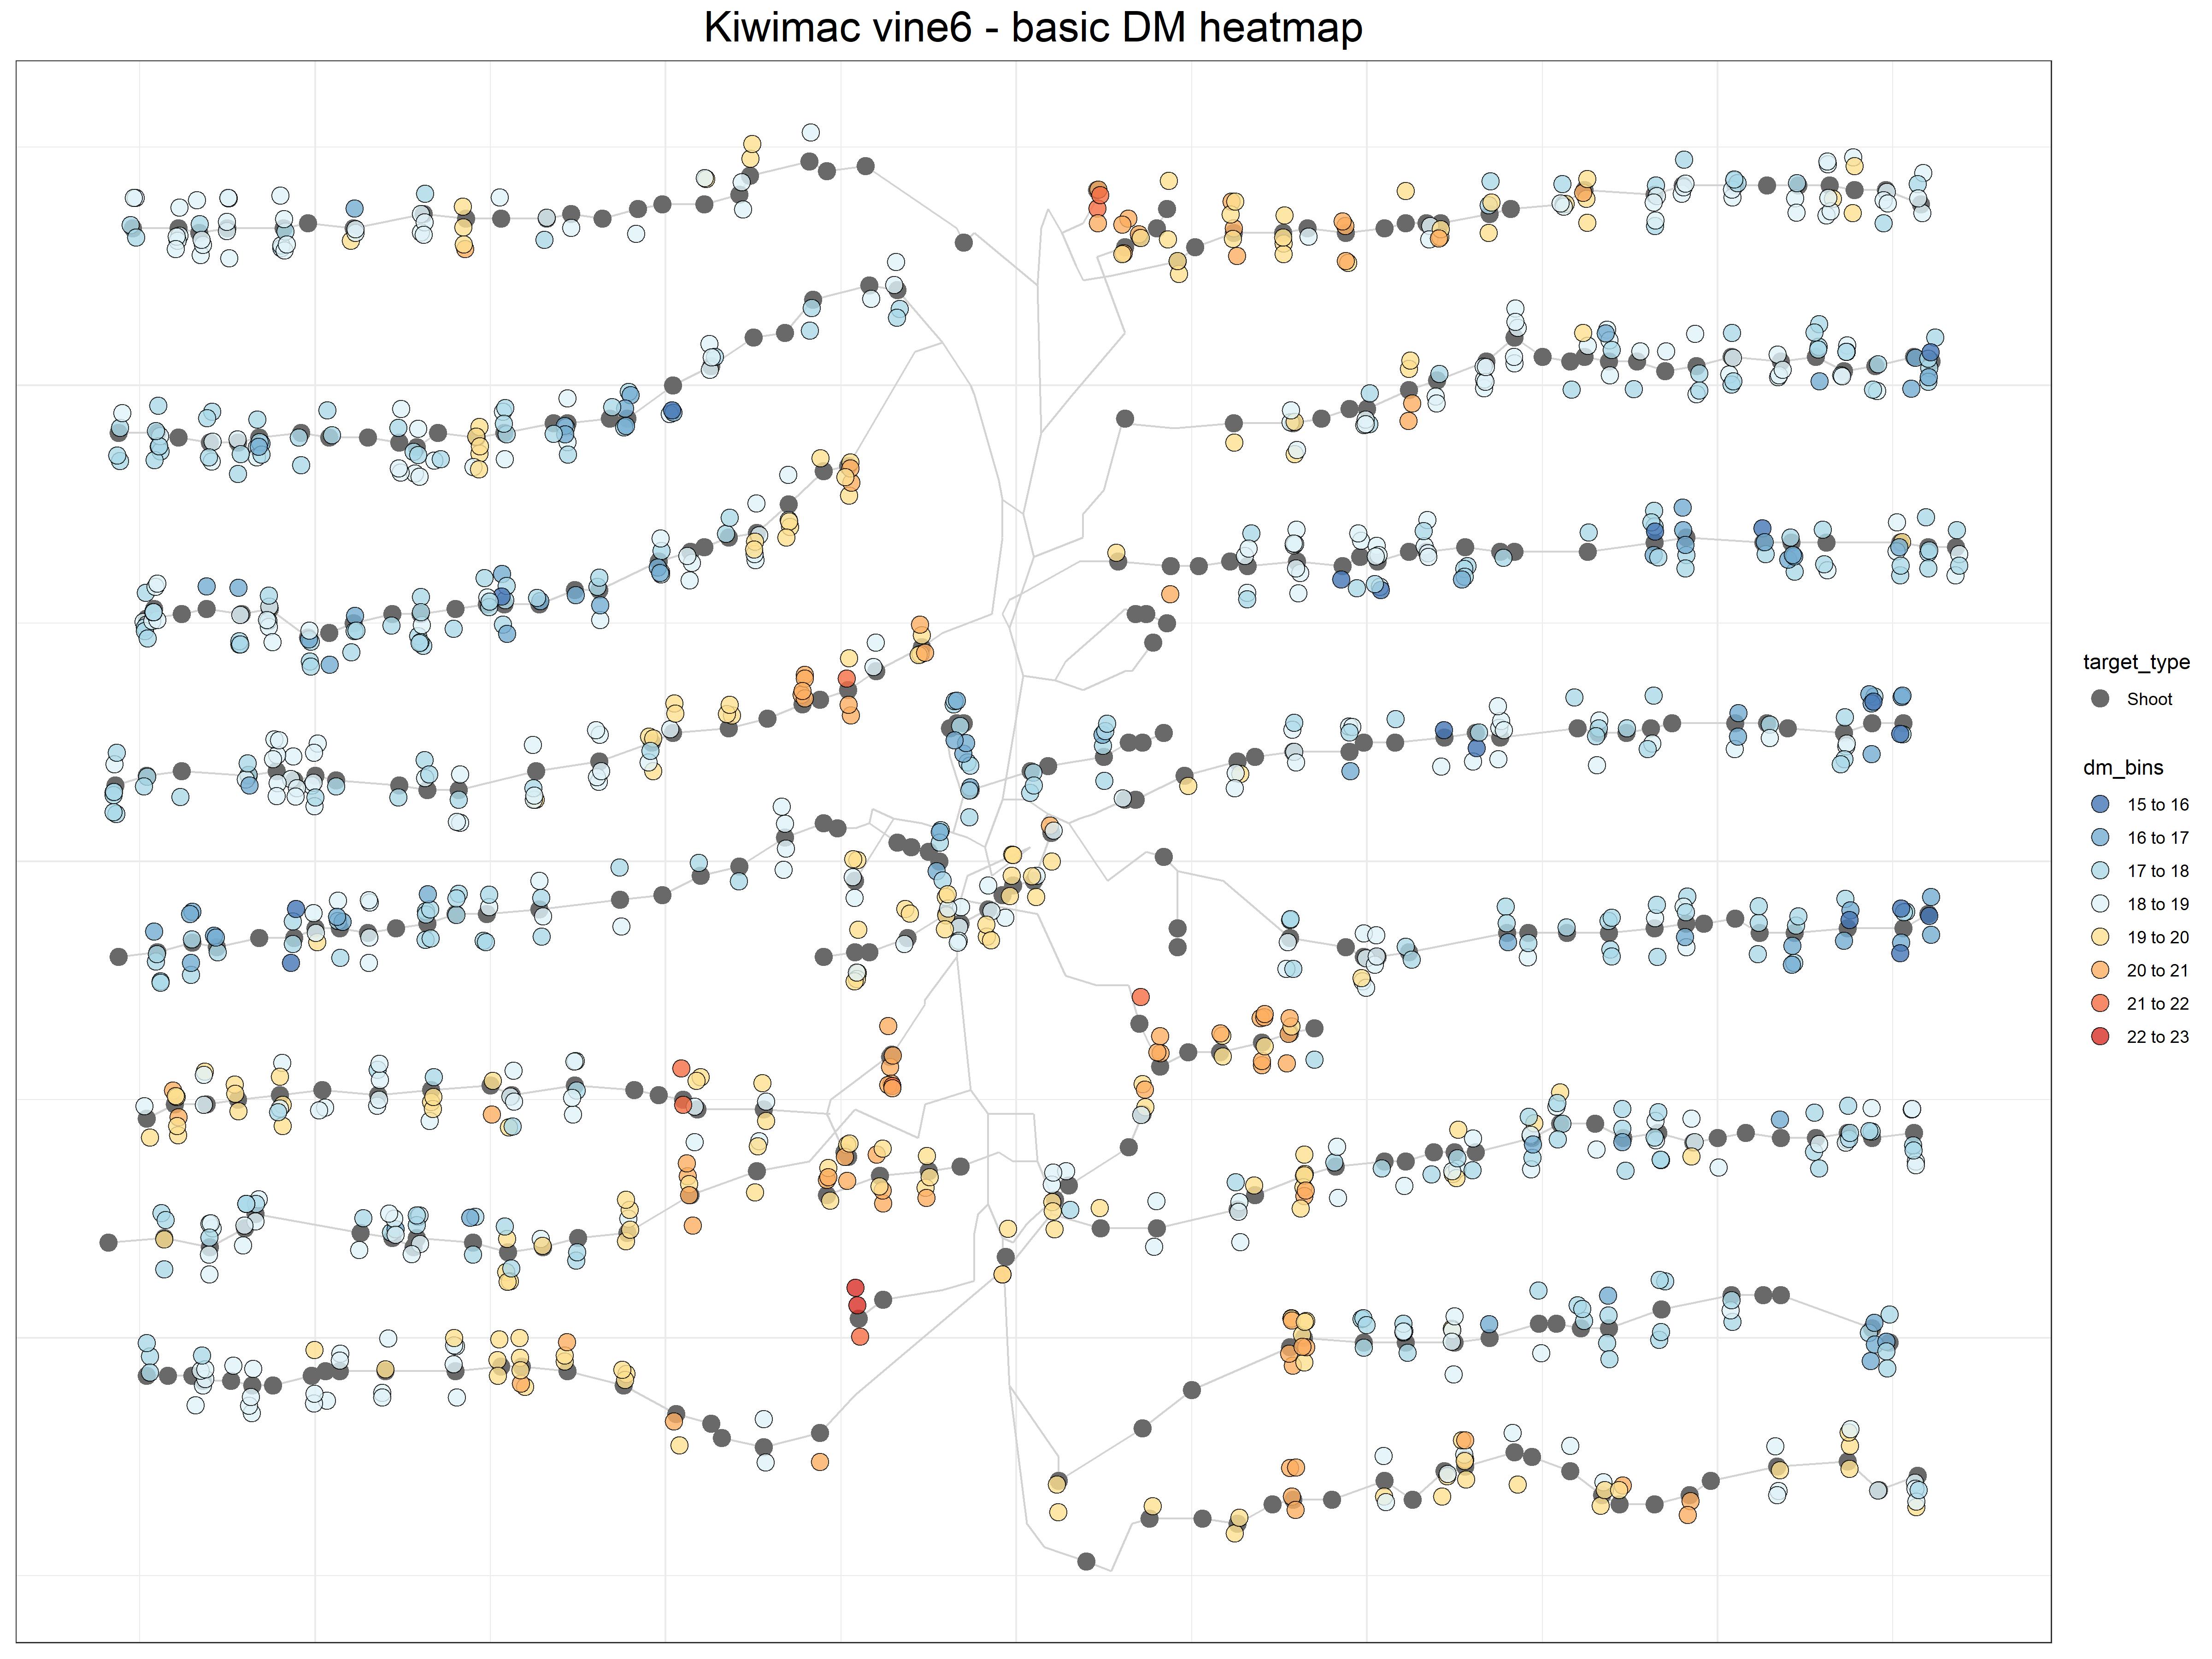 Kiwimac vine6 - basic DM heatmap
target_type
Shoot
dm_bins
15 to 16
16 to 17
17 to 18
18 to 19
19 to 20
20 to 21
21 to 22
22 to 23